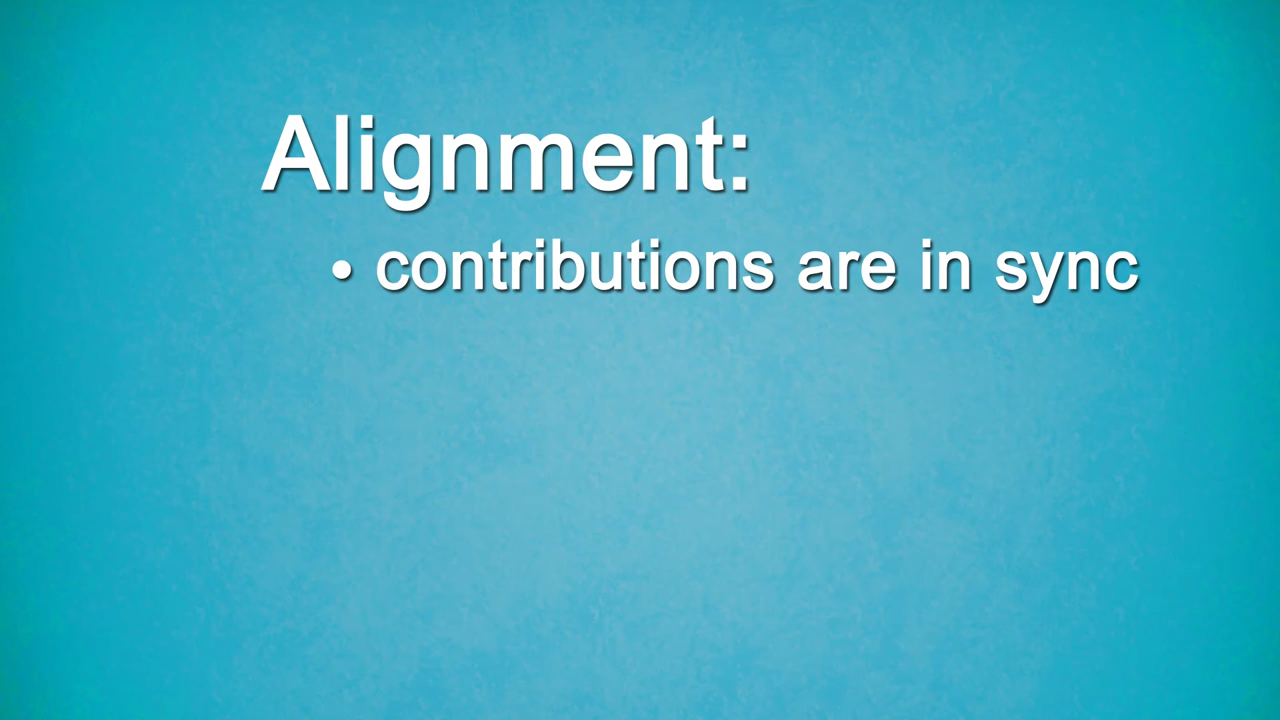 Alignment:
• contributions are in sync